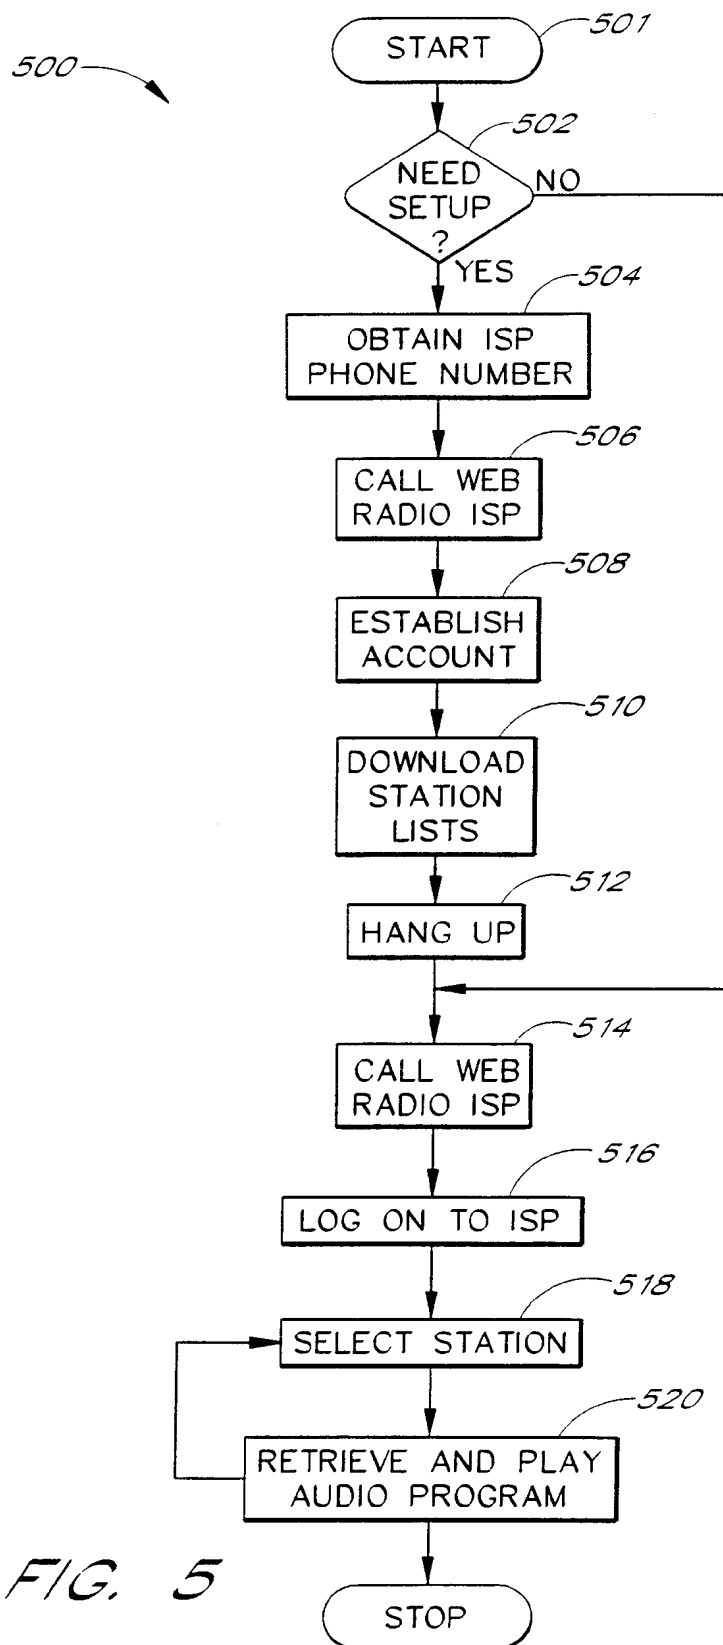 START
501
500
502
NEED
SETUP
?
NO
YES
504
OBTAIN ISP
PHONE NUMBER
506
CALL WEB
RADIO ISP
508
ESTABLISH
ACCOUNT
510
DOWNLOAD
STATION
LISTS
512
HANG UP
514
CALL WEB
RADIO ISP
516
LOG ON TO ISP
518
SELECT STATION
520
RETRIEVE AND PLAY
AUDIO PROGRAM
FIG. 5
STOP